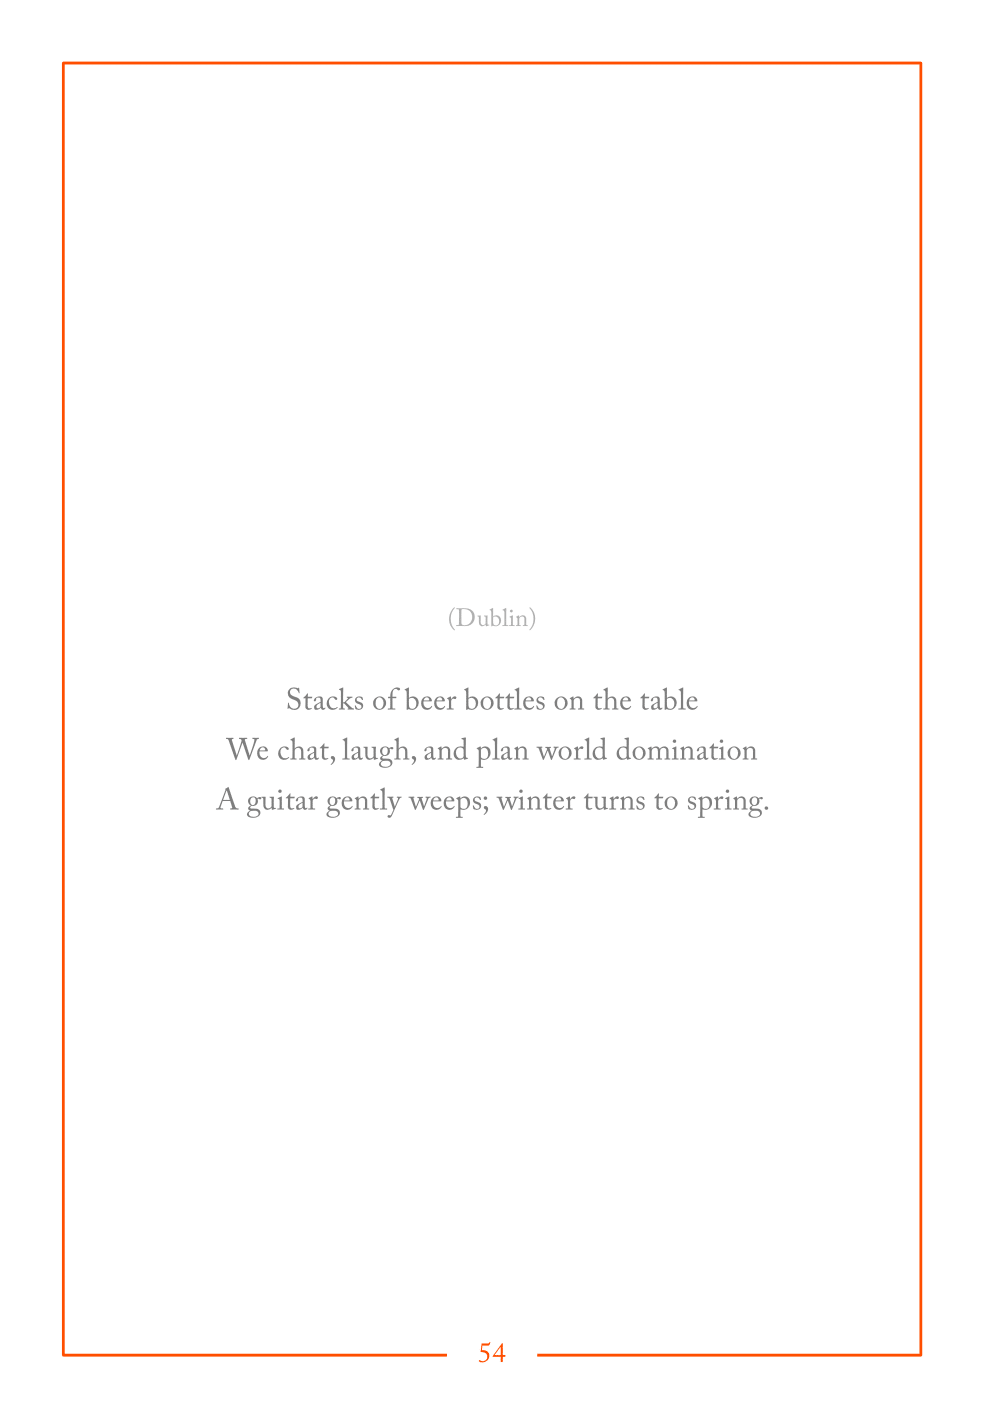 (Dublin)
Stacks of beer bottles on the table
We chat, laugh, and plan world domination
A guitar gently weeps; winter turns to spring.
54